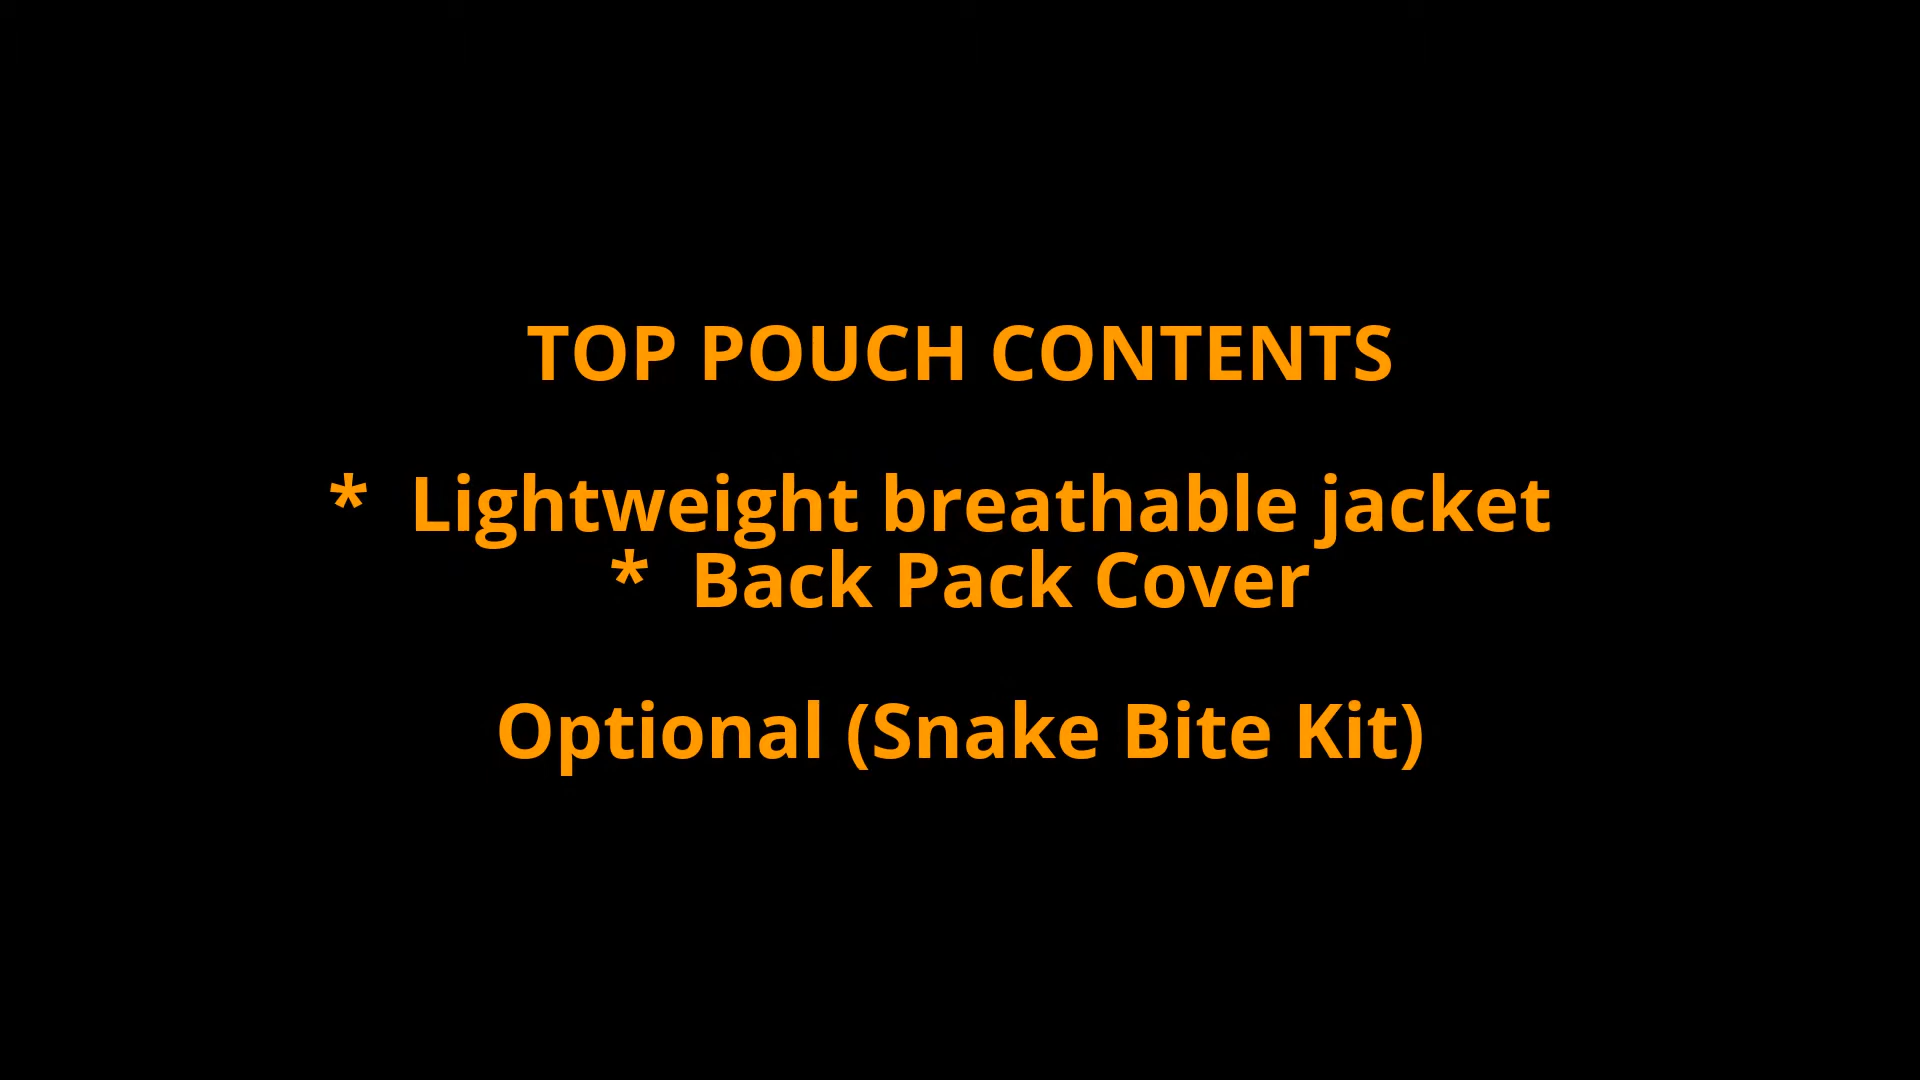 TOP POUCH CONTENTS
*  Lightweight breathable jacket
*  Back Pack Cover
Optional (Snake Bite Kit)